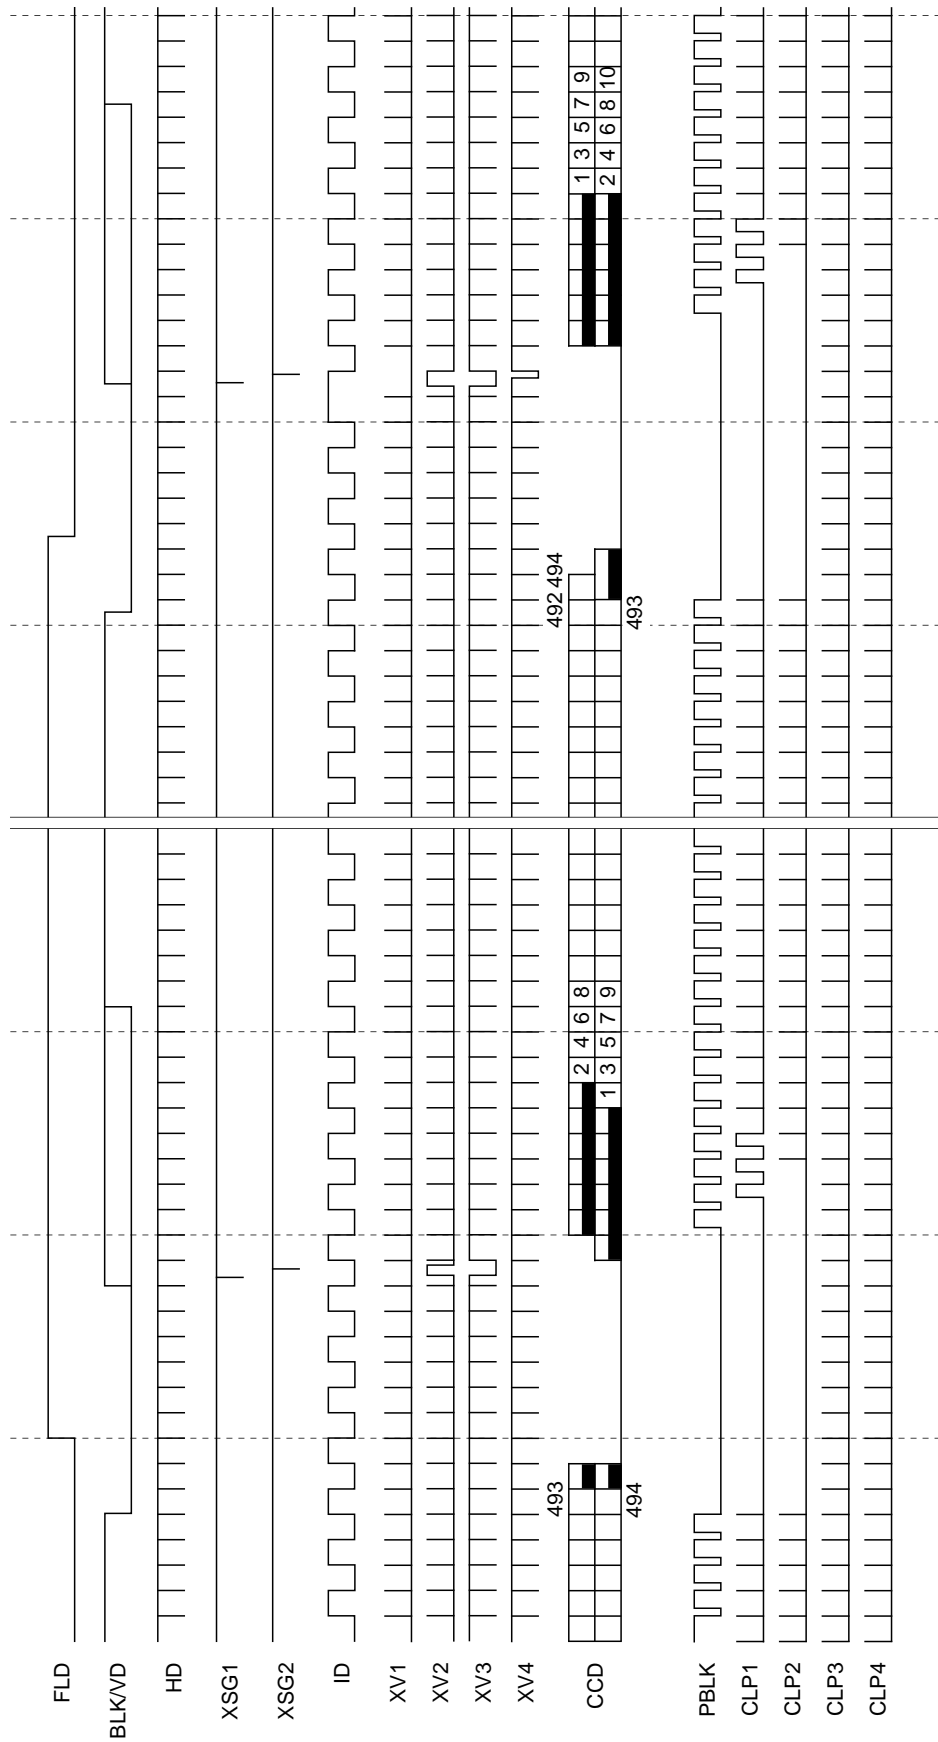 FLD
BLK/VD
HD
XSG1
XSG2
ID
XV1
XV2
XV3
XV4
493 492 494
2 4 6 8 1 3 5 7 9
CCD
1 3 5 7 9 2 4 6 8 10
494 493
PBLK
CLP1
CLP2
CLP3
CLP4